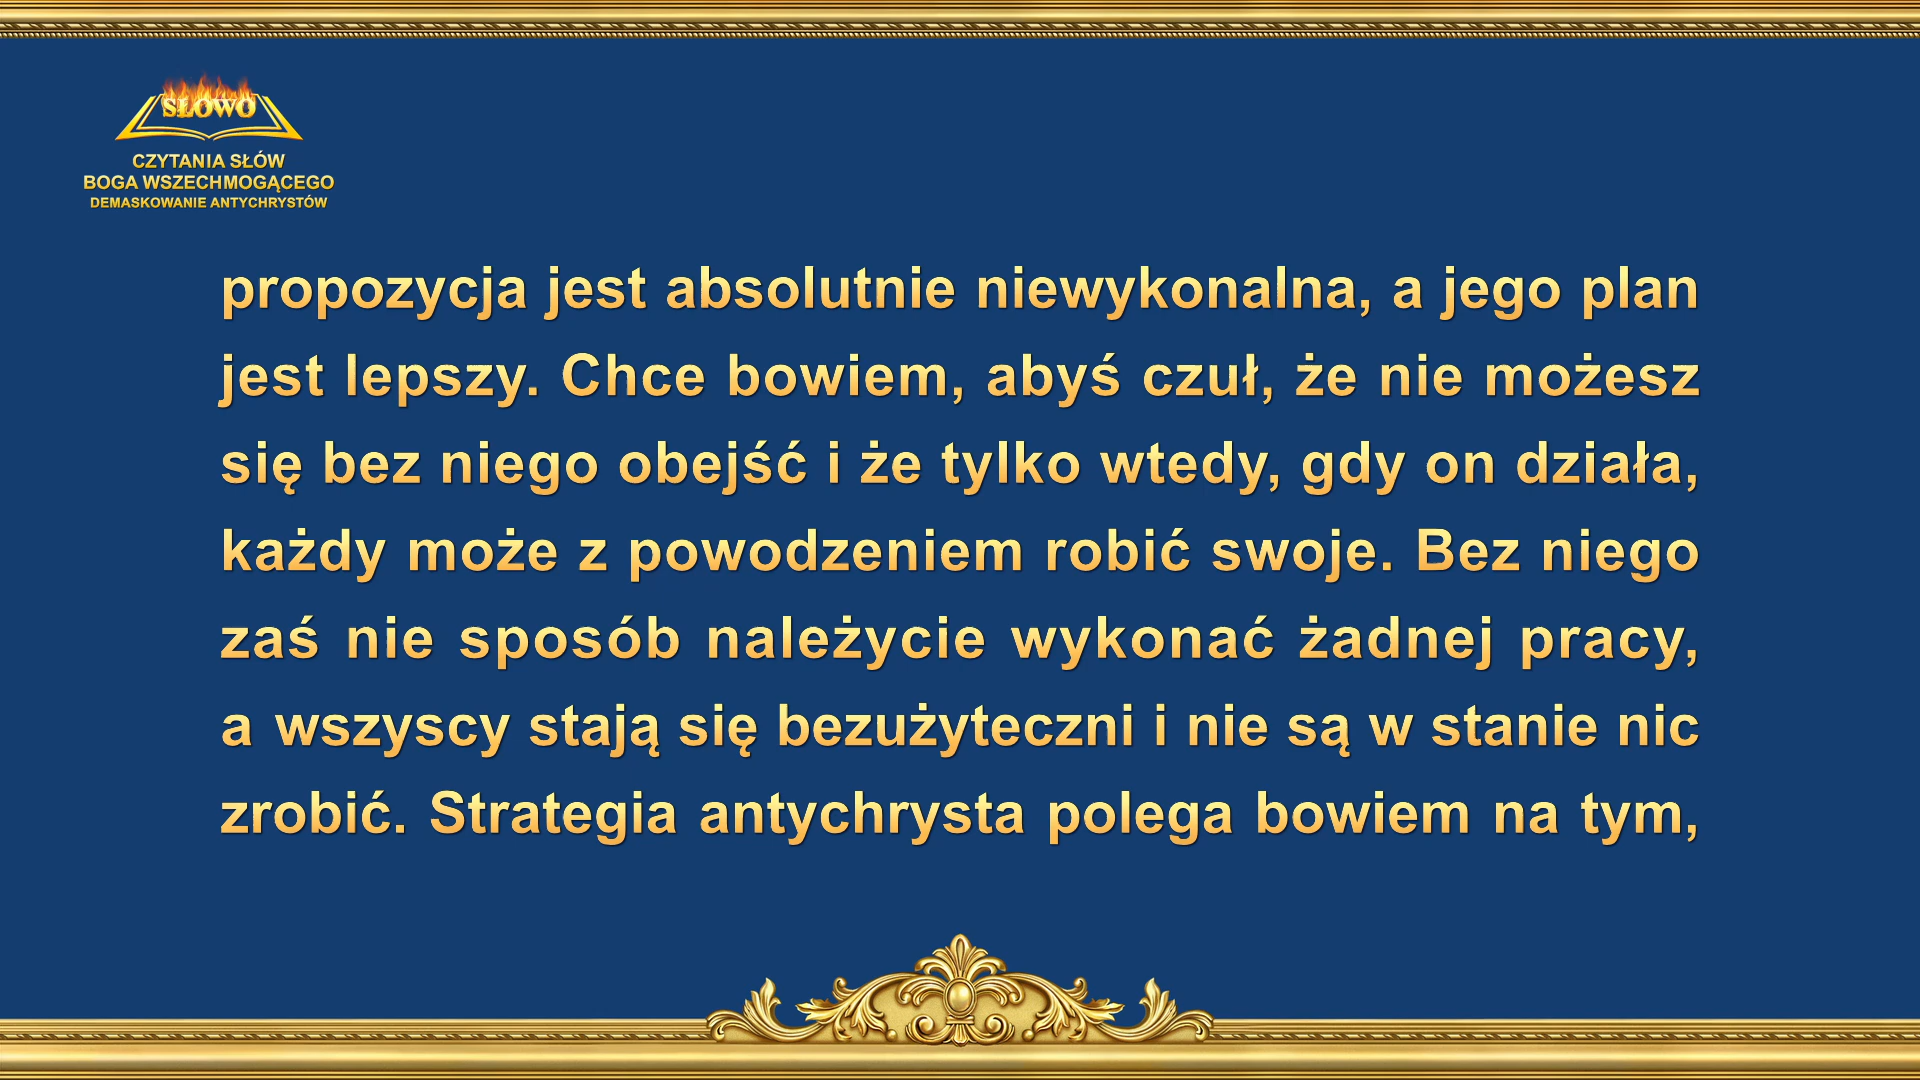 SŁOWO
CZYTANIA SŁÓW
BOGA WSZECHMOGĄCEGO
DEMASKOWANIE ANTYCHRYSTÓW
propozycja jest absolutnie niewykonalna, a jego plan
jest lepszy. Chce bowiem, abyś czuł, że nie możesz
się bez niego obejść i że tylko wtedy, gdy on działa,
każdy może z powodzeniem robić swoje. Bez niego
zaś nie sposób należycie wykonać żadnej pracy,
a wszyscy stają się bezużyteczni i nie są w stanie nic
zrobić. Strategia antychrysta polega bowiem na tym,